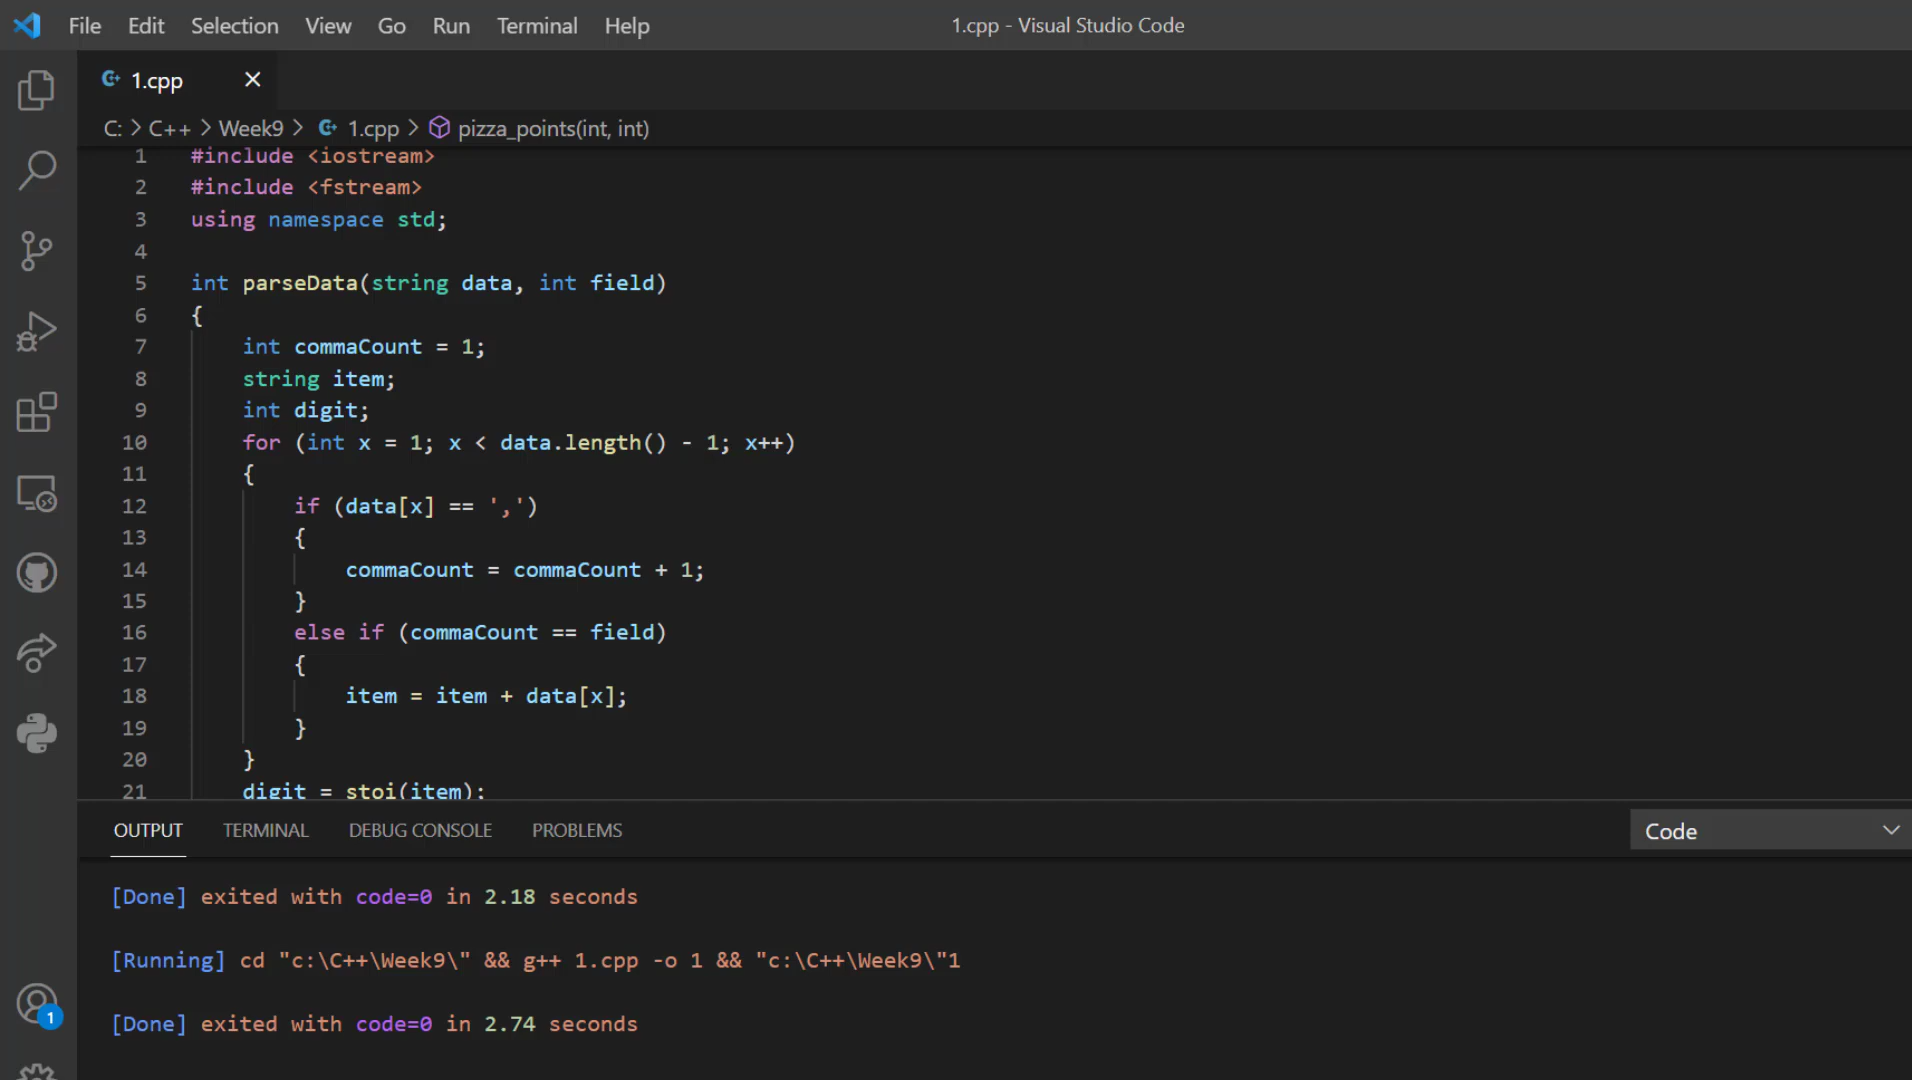 File Edit Selection View Go Run Terminal Help 1.cpp - Visual Studio Code
1.cpp
C: > C++ > Week9 > 1.cpp > pizza_points(int, int)
1 #include <iostream>
2 #include <fstream>
3 using namespace std;
4
5 int parseData(string data, int field)
6 {
7 int commaCount = 1;
8 string item;
9 int digit;
10 for (int x = 1; x < data.length() - 1; x++)
11 {
12 if (data[x] == ',')
13 {
14 commaCount = commaCount + 1;
15 }
16 else if (commaCount == field)
17 {
18 item = item + data[x];
19 }
20 }
21 digit = stoi(item);
OUTPUT TERMINAL DEBUG CONSOLE PROBLEMS Code
[Done] exited with code=0 in 2.18 seconds
[Running] cd "c:\C++\Week9\" && g++ 1.cpp -o 1 && "c:\C++\Week9\"1
[Done] exited with code=0 in 2.74 seconds
1